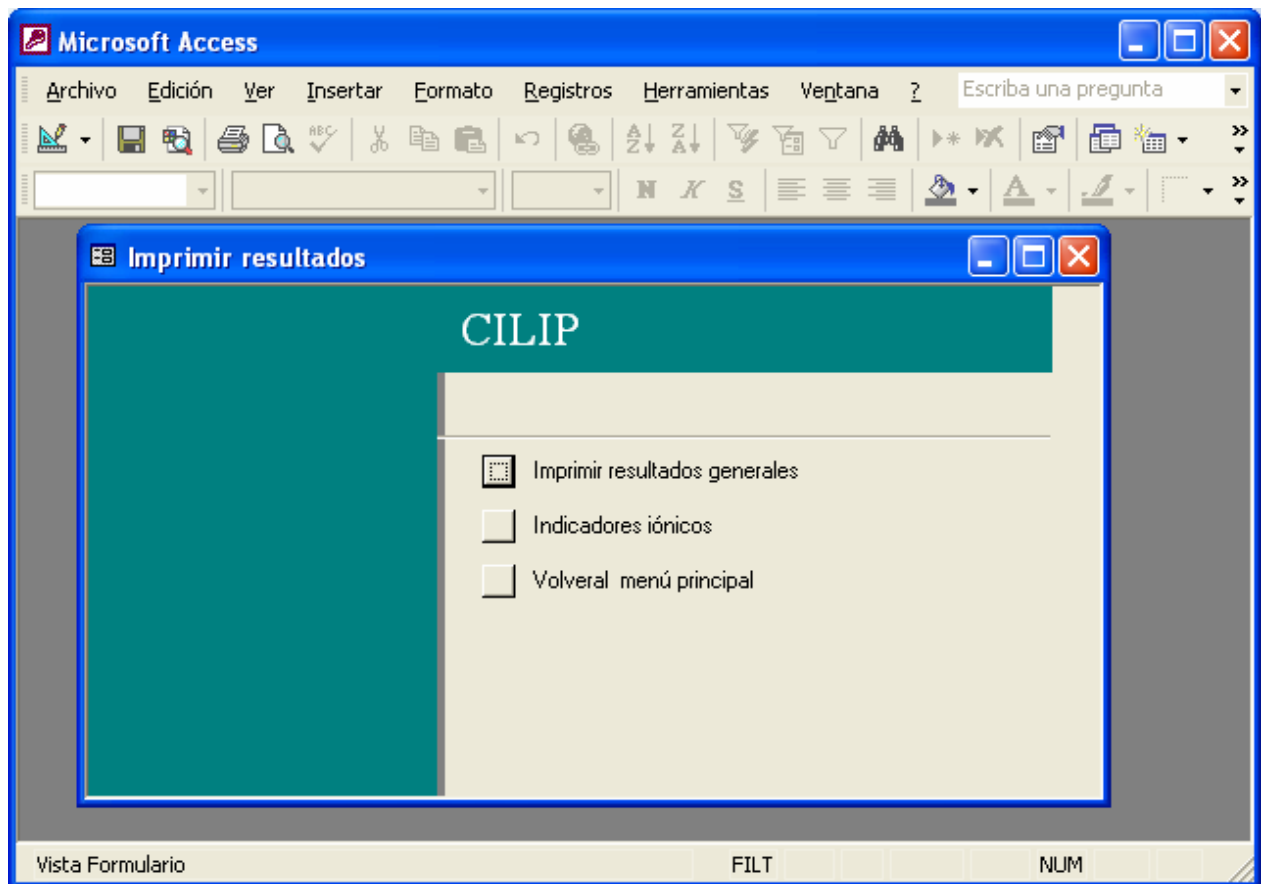 Microsoft Access
Archivo Edición Ver Insertar Formato Registros Herramientas Ventana ? Escriba una pregunta
ABC A Z Z A
N K S A
Imprimir resultados
CILIP
Imprimir resultados generales
Indicadores iónicos
Volveral menú principal
Vista Formulario FILT NUM